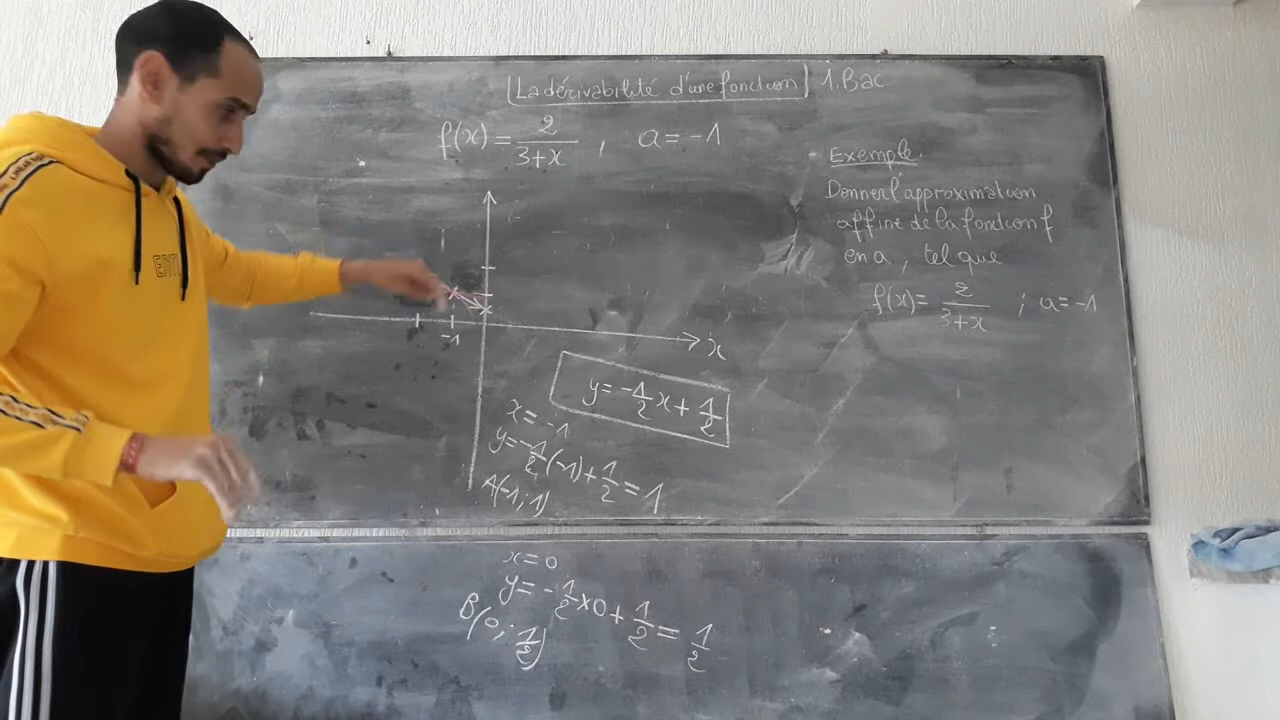 La dérivabilité d'une fonction 1.Bac
f(x) = 2/(3+x) , a = -1
Exemple.
Donner l'approximation
affine de la fonction f
en a, tel que
f(x) = 2/(3+x) ; a = -1
-1
x
y = -1/2 x + 1/2
x = -1
y = -1/2 (-1) + 1/2 = 1
A(-1; 1)
x = 0
y = -1/2 × 0 + 1/2 = 1/2
B(0; 1/2)